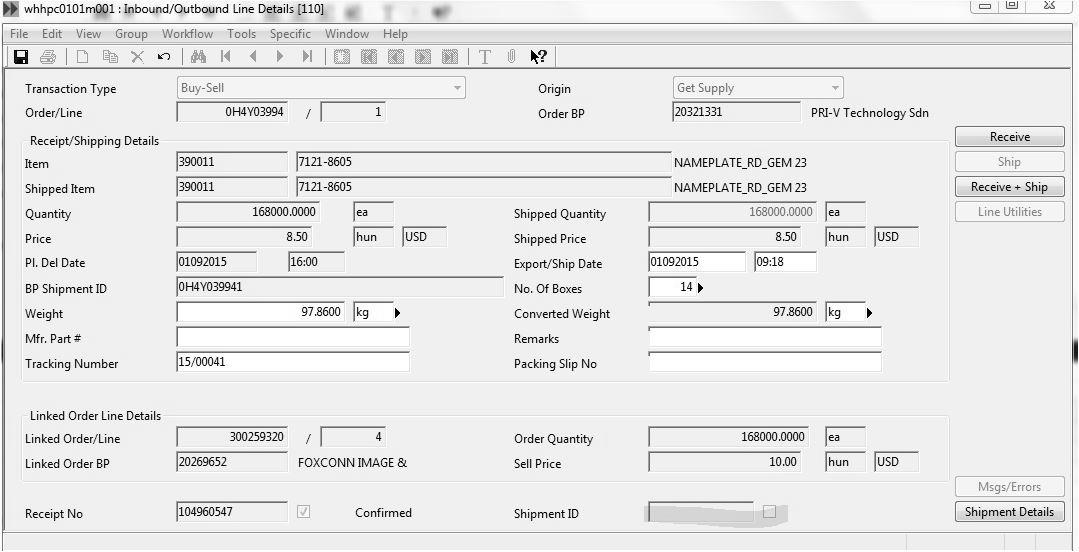 whhpc0101m001 : Inbound/Outbound Line Details [110]
File Edit View Group Workflow Tools Specific Window Help
Transaction Type Buy-Sell Origin Get Supply
Order/Line 0H4Y03994 / 1 Order BP 20321331 PRI-V Technology Sdn
Receipt/Shipping Details
Receive
Item 390011 7121-8605 NAMEPLATE_RD_GEM 23
Ship
Shipped Item 390011 7121-8605 NAMEPLATE_RD_GEM 23
Receive + Ship
Quantity 168000.0000 ea Shipped Quantity 168000.0000 ea
Line Utilities
Price 8.50 hun USD Shipped Price 8.50 hun USD
Pl. Del Date 01092015 16:00 Export/Ship Date 01092015 09:18
BP Shipment ID 0H4Y039941 No. Of Boxes 14
Weight 97.8600 kg Converted Weight 97.8600 kg
Mfr. Part # Remarks
Tracking Number 15/00041 Packing Slip No
Linked Order Line Details
Linked Order/Line 300259320 / 4 Order Quantity 168000.0000 ea
Linked Order BP 20269652 FOXCONN IMAGE & Sell Price 10.00 hun USD
Msgs/Errors
Receipt No 104960547 Confirmed Shipment ID
Shipment Details